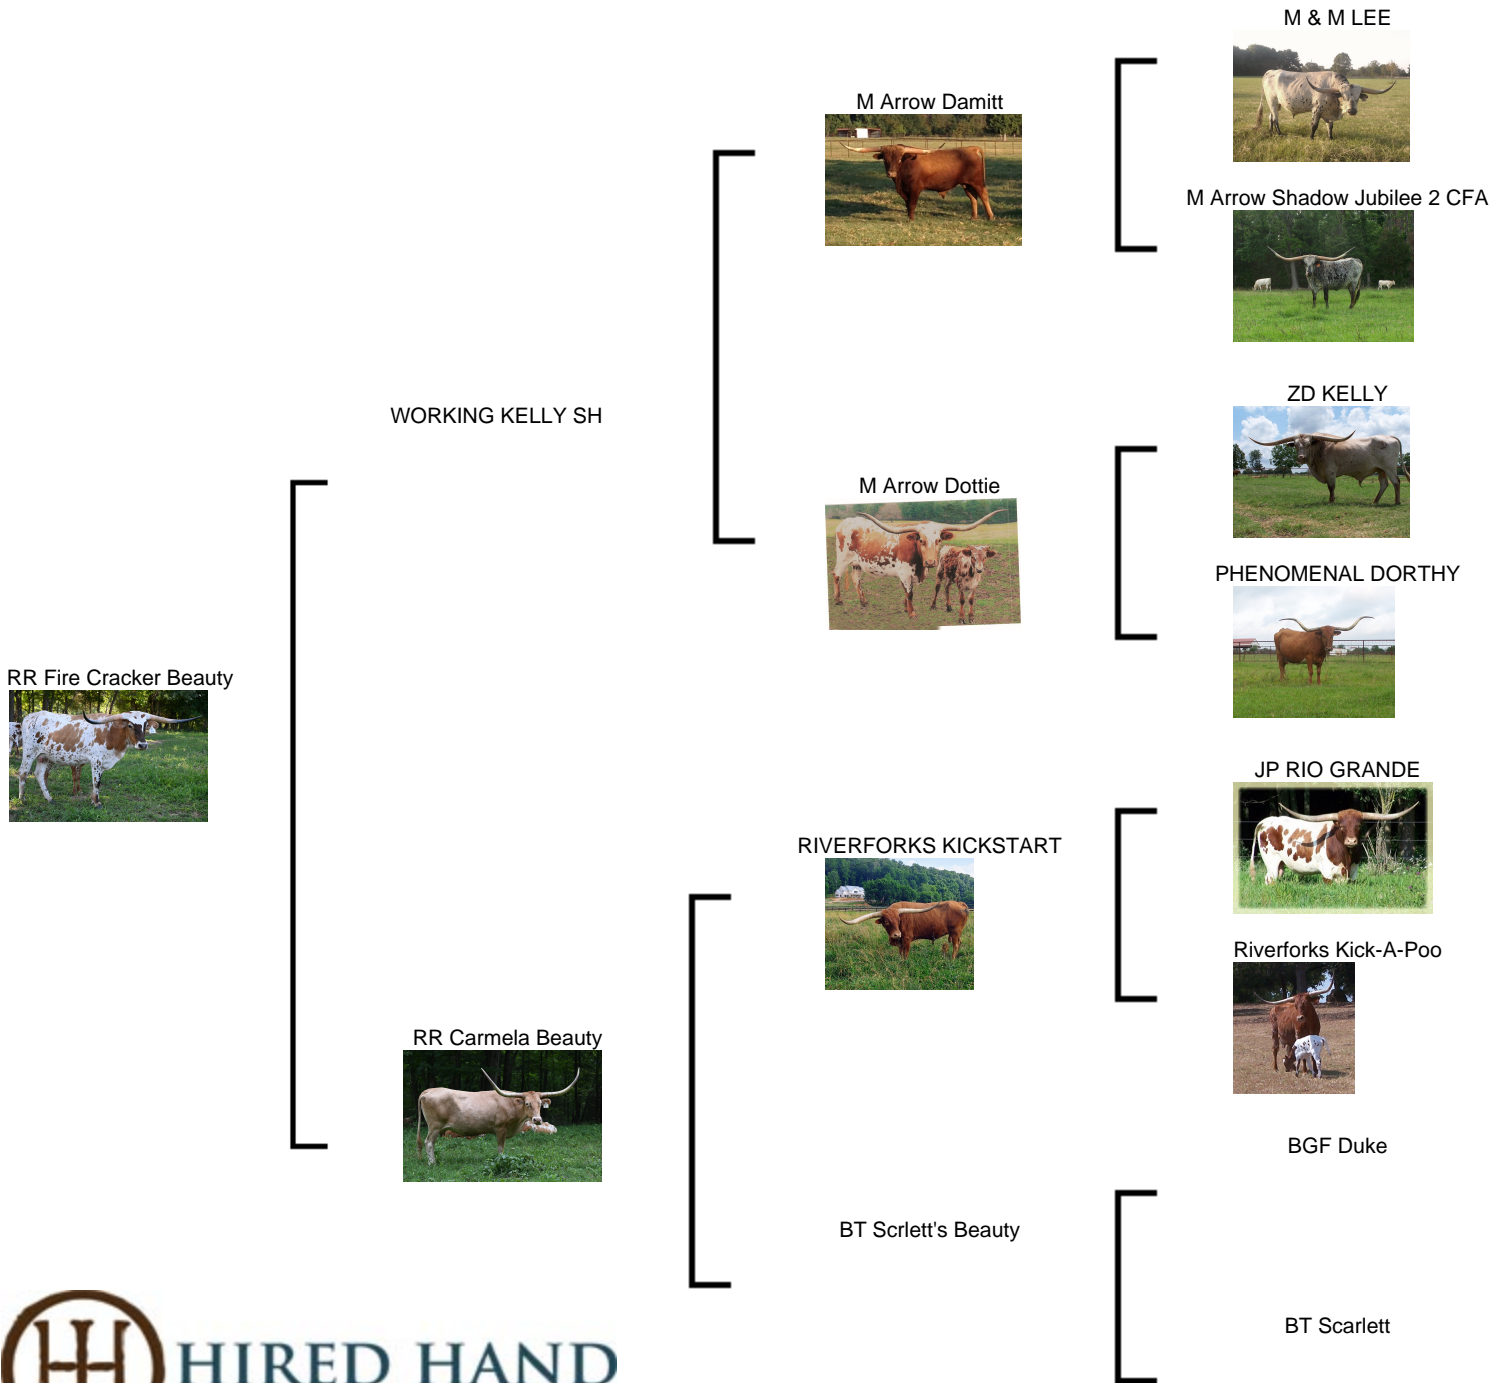 M & M LEE
M Arrow Damitt
M Arrow Shadow Jubilee 2 CFA
ZD KELLY
WORKING KELLY SH
M Arrow Dottie
PHENOMENAL DORTHY
RR Fire Cracker Beauty
JP RIO GRANDE
RIVERFORKS KICKSTART
Riverforks Kick-A-Poo
RR Carmela Beauty
BGF Duke
BT Scrlett's Beauty
BT Scarlett
HIRED HAND